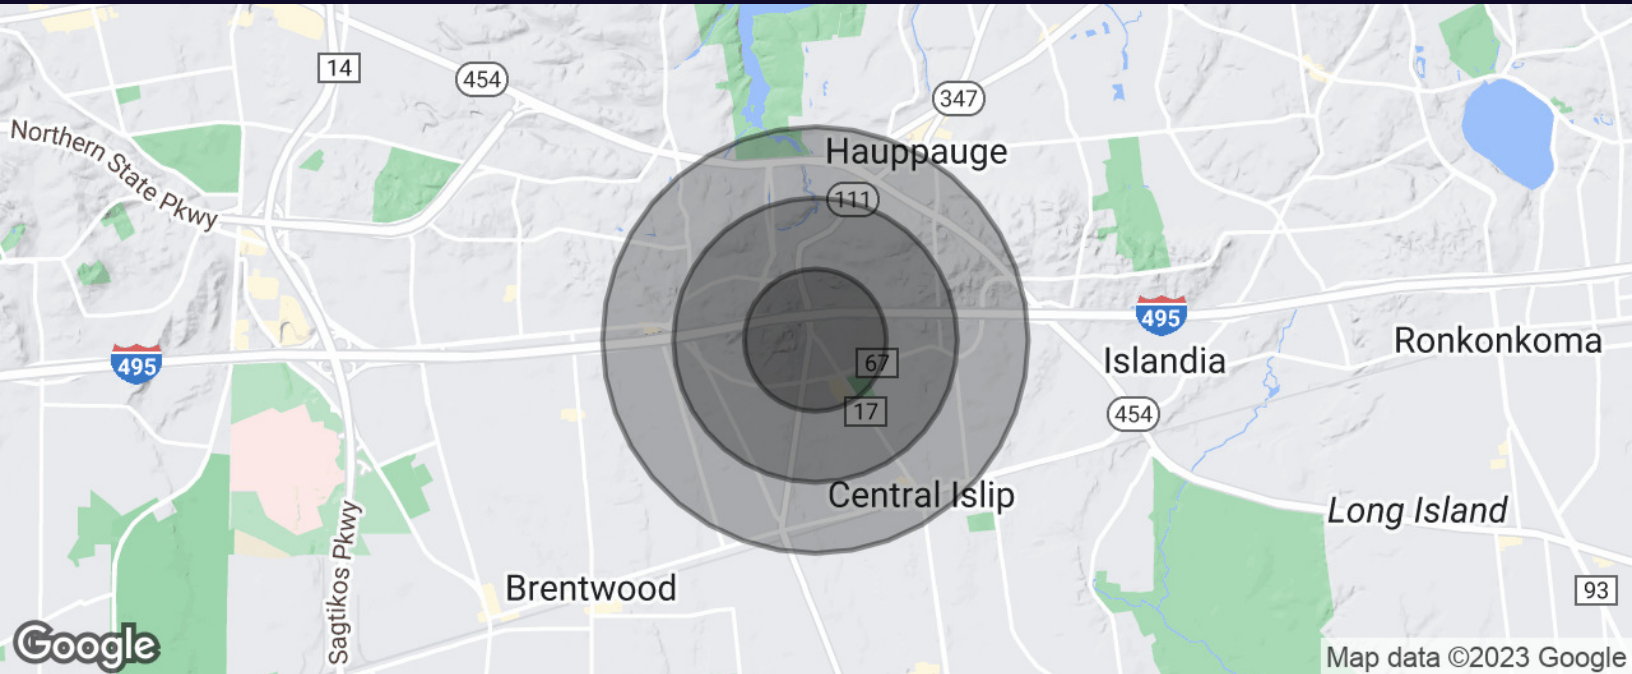 14
454
347
Northern State Pkwy
Hauppauge
111
495
495
Ronkonkoma
Islandia
67
17
454
Central Islip
Long Island
Sagtikos Pkwy
Brentwood
93
Google
Map data ©2023 Google